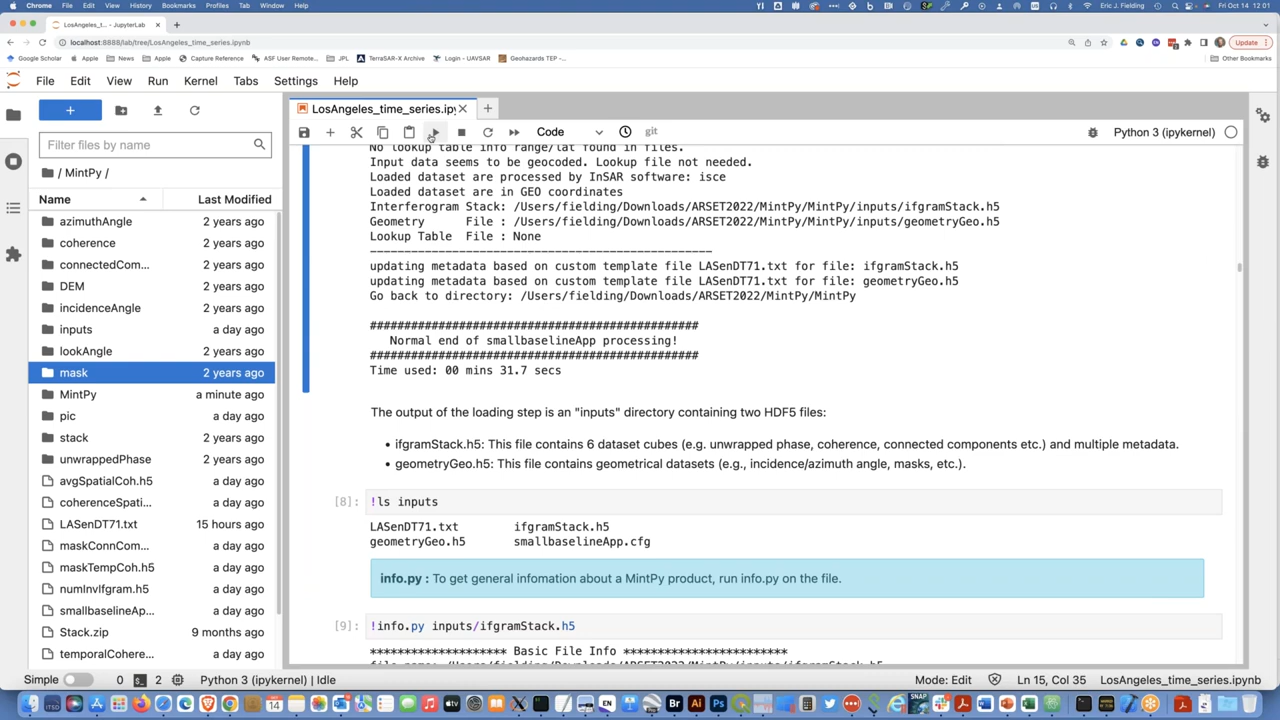 Chrome File Edit View History Bookmarks Profiles Tab Window Help
Eric J. Fielding Fri Oct 14 12 01
LosAngeles_t... - JupyterLab
localhost:8888/lab/tree/LosAngeles_time_series.ipynb
Update
Google Scholar Apple News Apple Capture Reference ASF User Remote... JPL TerraSAR-X Archive Login - UAVSAR Geohazards TEP -... Other Bookmarks
File Edit View Run Kernel Tabs Settings Help
LosAngeles_time_series.ipy
Filter files by name
Code
git
Python 3 (ipykernel)
/ MintPy /
Name Last Modified
azimuthAngle 2 years ago
coherence 2 years ago
connectedCom... 2 years ago
DEM 2 years ago
incidenceAngle 2 years ago
inputs a day ago
lookAngle 2 years ago
mask 2 years ago
MintPy a minute ago
pic a day ago
stack 2 years ago
unwrappedPhase 2 years ago
avgSpatialCoh.h5 a day ago
coherenceSpati... a day ago
LASenDT71.txt 15 hours ago
maskConnCom... a day ago
maskTempCoh.h5 a day ago
numInvIfgram.h5 a day ago
smallbaselineAp... a day ago
Stack.zip 9 months ago
temporalCohere... a day ago
No lookup table info range/lat found in files.
Input data seems to be geocoded. Lookup file not needed.
Loaded dataset are processed by InSAR software: isce
Loaded dataset are in GEO coordinates
Interferogram Stack: /Users/fielding/Downloads/ARSET2022/MintPy/MintPy/inputs/ifgramStack.h5
Geometry File : /Users/fielding/Downloads/ARSET2022/MintPy/MintPy/inputs/geometryGeo.h5
Lookup Table File : None
--------------------------------------------------
updating metadata based on custom template file LASenDT71.txt for file: ifgramStack.h5
updating metadata based on custom template file LASenDT71.txt for file: geometryGeo.h5
Go back to directory: /Users/fielding/Downloads/ARSET2022/MintPy/MintPy
################################################
Normal end of smallbaselineApp processing!
################################################
Time used: 00 mins 31.7 secs
The output of the loading step is an "inputs" directory containing two HDF5 files:
• ifgramStack.h5: This file contains 6 dataset cubes (e.g. unwrapped phase, coherence, connected components etc.) and multiple metadata.
• geometryGeo.h5: This file contains geometrical datasets (e.g., incidence/azimuth angle, masks, etc.).
[8]: !ls inputs
LASenDT71.txt ifgramStack.h5
geometryGeo.h5 smallbaselineApp.cfg
info.py : To get general infomation about a MintPy product, run info.py on the file.
[9]: !info.py inputs/ifgramStack.h5
******************** Basic File Info ************************
Simple 0 2 Python 3 (ipykernel) | Idle
Mode: Edit Ln 15, Col 35 LosAngeles_time_series.ipynb